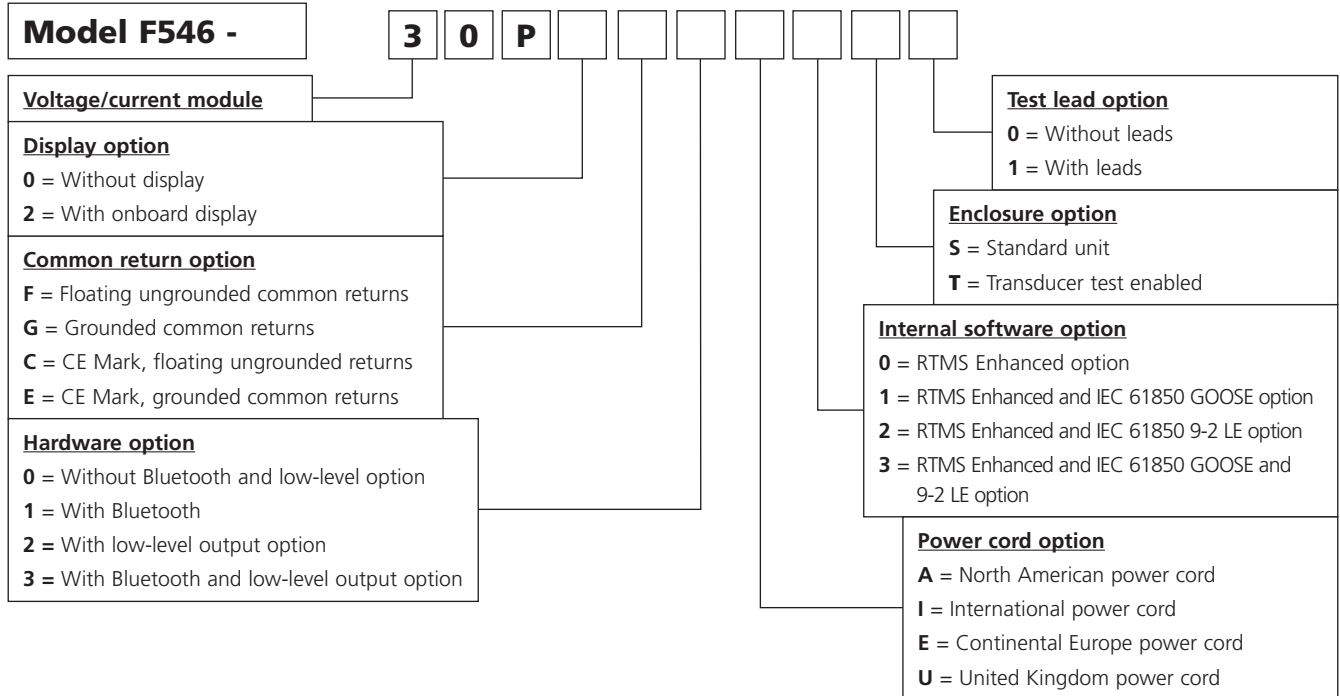 Model F546 -
3 0 P
Voltage/current module
Display option
0 = Without display
2 = With onboard display
Common return option
F = Floating ungrounded common returns
G = Grounded common returns
C = CE Mark, floating ungrounded returns
E = CE Mark, grounded common returns
Hardware option
0 = Without Bluetooth and low-level option
1 = With Bluetooth
2 = With low-level output option
3 = With Bluetooth and low-level output option
Test lead option
0 = Without leads
1 = With leads
Enclosure option
S = Standard unit
T = Transducer test enabled
Internal software option
0 = RTMS Enhanced option
1 = RTMS Enhanced and IEC 61850 GOOSE option
2 = RTMS Enhanced and IEC 61850 9-2 LE option
3 = RTMS Enhanced and IEC 61850 GOOSE and
9-2 LE option
Power cord option
A = North American power cord
I = International power cord
E = Continental Europe power cord
U = United Kingdom power cord